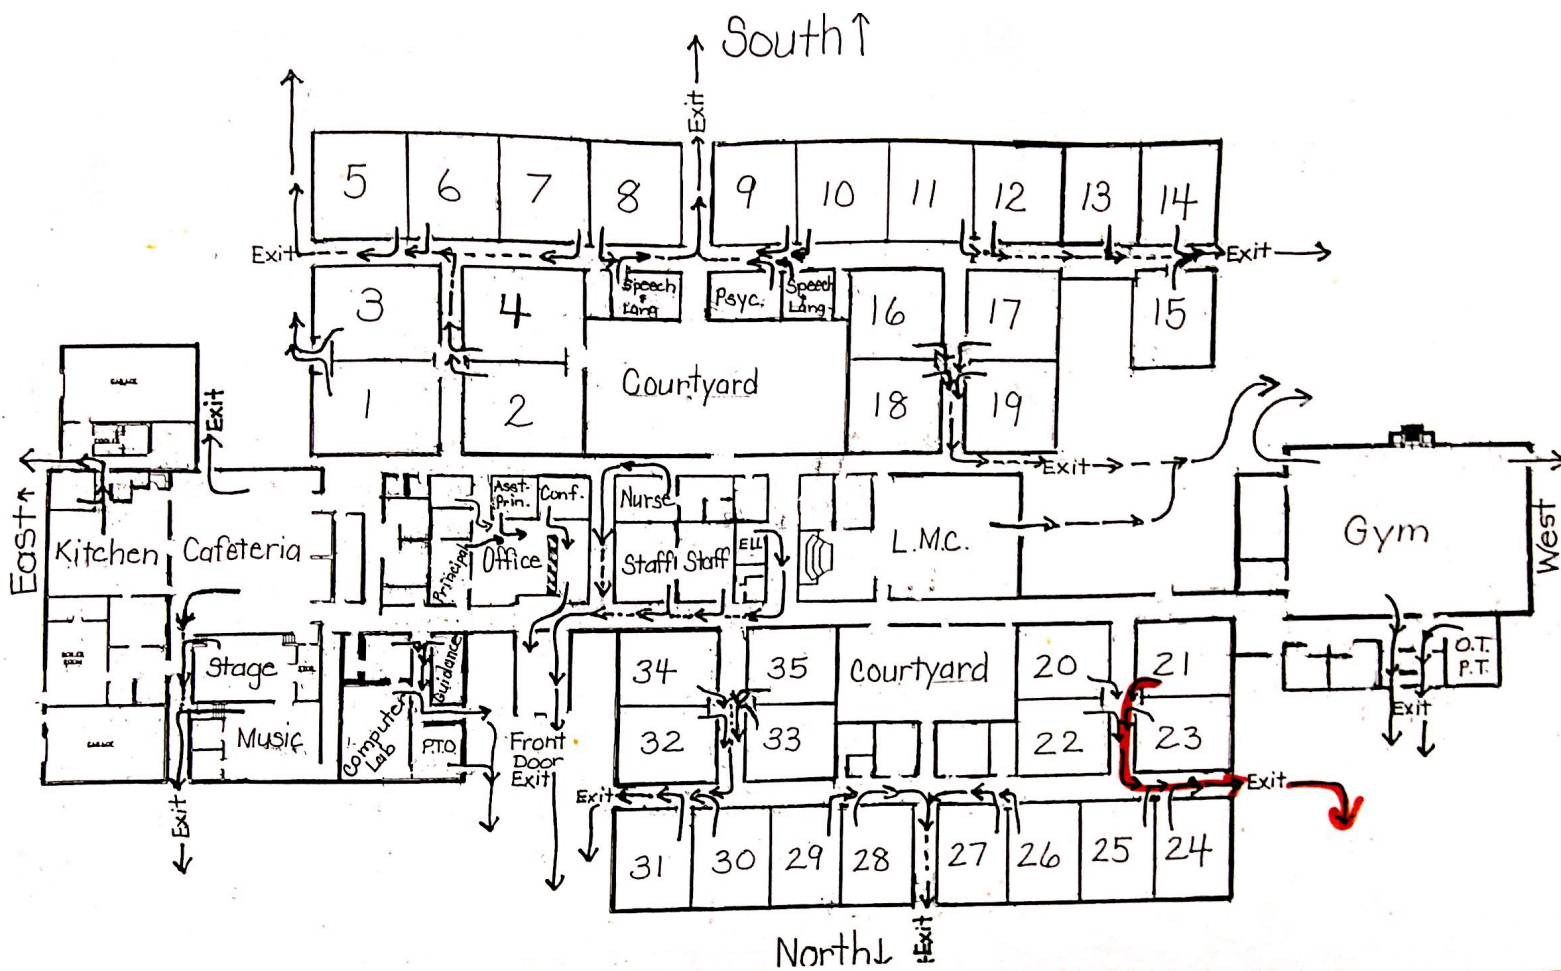 South↑
Exit
5 6 7 8 9 10 11 12 13 14
Exit
Exit
3 4
Speech
&
Lang
Psyc.
Speech
&
Lang.
16 17 15
1 2
Courtyard
18 19
Exit
Exit
East↑
Kitchen
Cafeteria
Asst.
Prin.
Conf.
Principal
Office
Nurse
Staff Staff
ELL
L.M.C.
Gym
West
Stage
Guidance
34 35
Courtyard
20 21
O.T.
P.T.
Music
Computer
Lab
P.T.O.
Front
Door
Exit
32 33
22 23
Exit
Exit
Exit
Exit
31 30 29 28 27 26 25 24
North↓
Exit